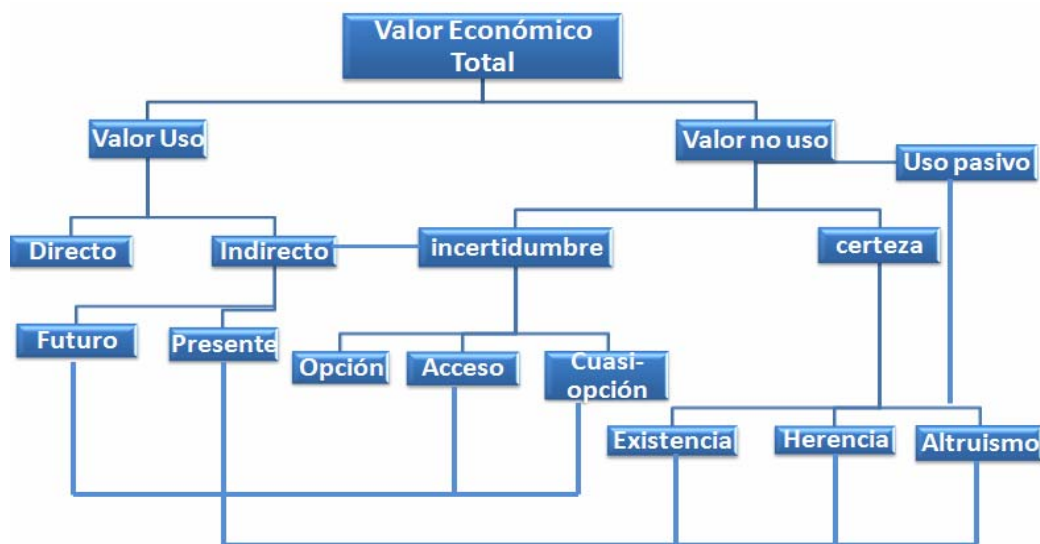 Valor Económico
Total
Valor Uso
Valor no uso
Uso pasivo
Directo
Indirecto
incertidumbre
certeza
Futuro
Presente
Opción
Acceso
Cuasi-
opción
Existencia
Herencia
Altruismo